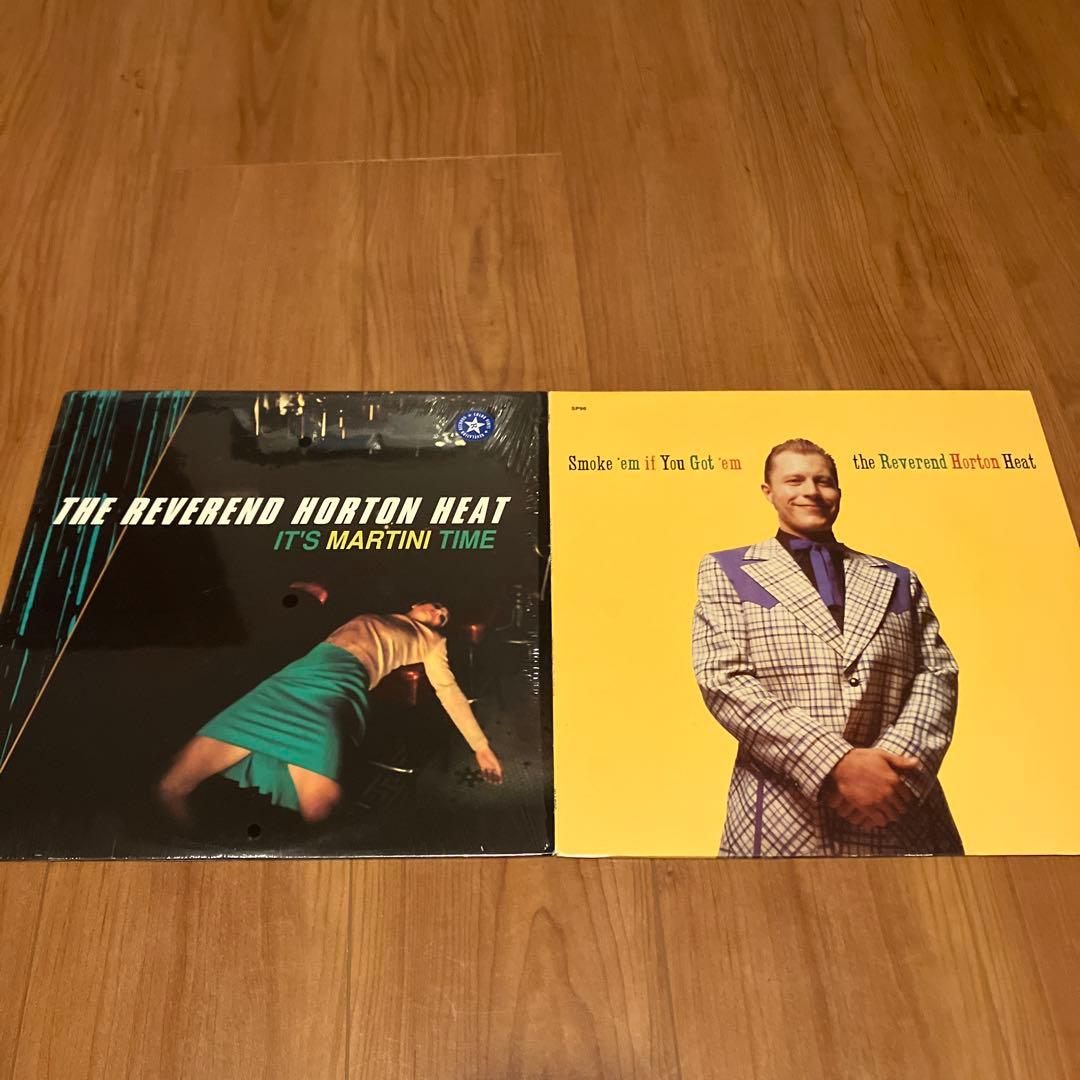 THE REVEREND HORTON HEAT
IT'S MARTINI TIME
SP96
Smoke 'em if You Got 'em
the Reverend Horton Heat